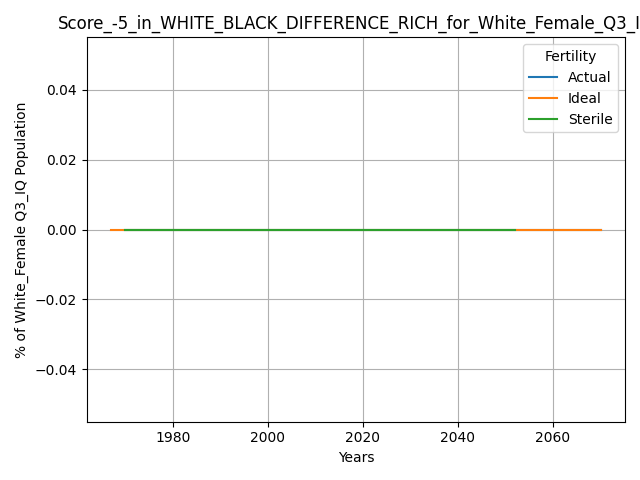 Score_-5_in_WHITE_BLACK_DIFFERENCE_RICH_for_White_Female_Q3_I
Fertility
Actual
Ideal
Sterile
% of White_Female Q3_IQ Population
0.04
0.02
0.00
−0.02
−0.04
1980 2000 2020 2040 2060
Years